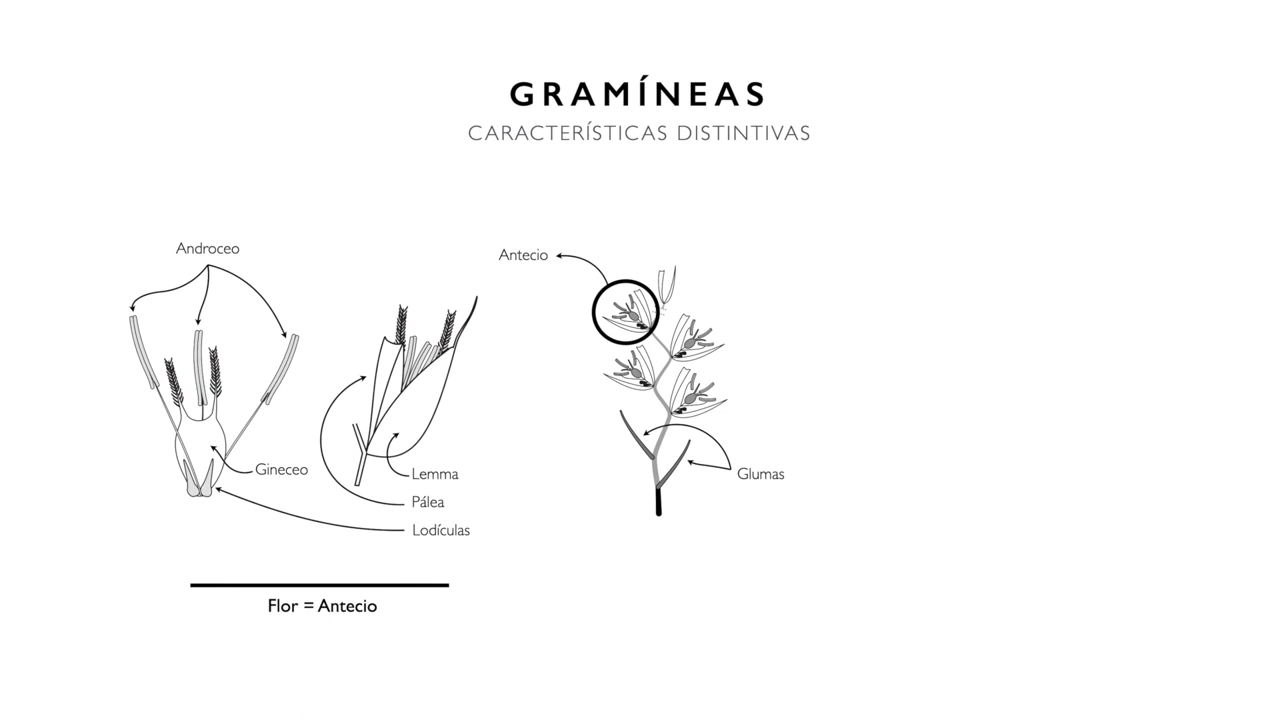 GRAMÍNEAS
CARACTERÍSTICAS DISTINTIVAS
Androceo
Gineceo
Lemma
Pálea
Lodículas
Flor = Antecio
Antecio
Glumas